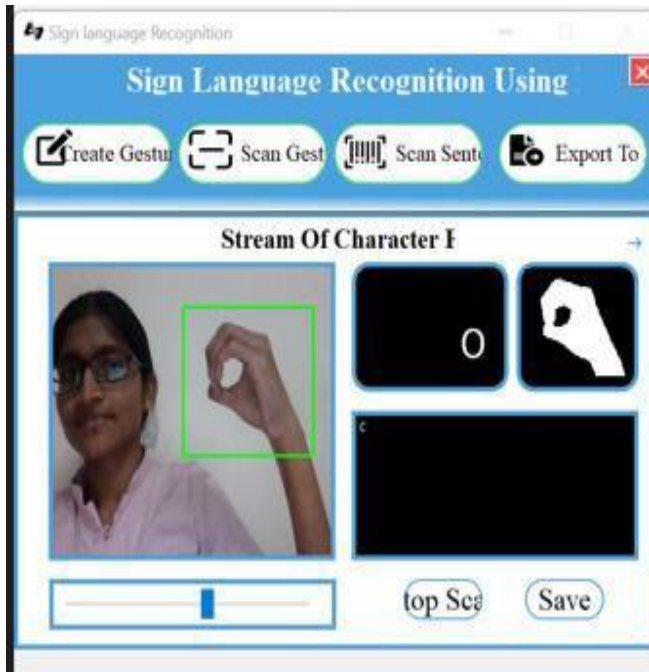 Sign language Recognition
Sign Language Recognition Using
Create Gestu
Scan Gest
Scan Sent
Export To
Stream Of Character
O
c
top Sca
Save